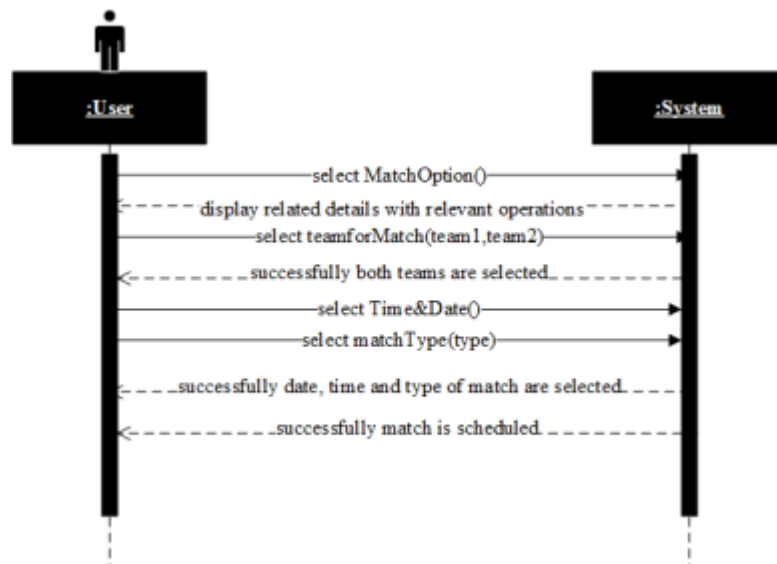 :User
:System
select MatchOption()
display related details with relevant operations
select teamforMatch(team1,team2)
successfully both teams are selected
select Time&Date()
select matchType(type)
successfully date, time and type of match are selected
successfully match is scheduled